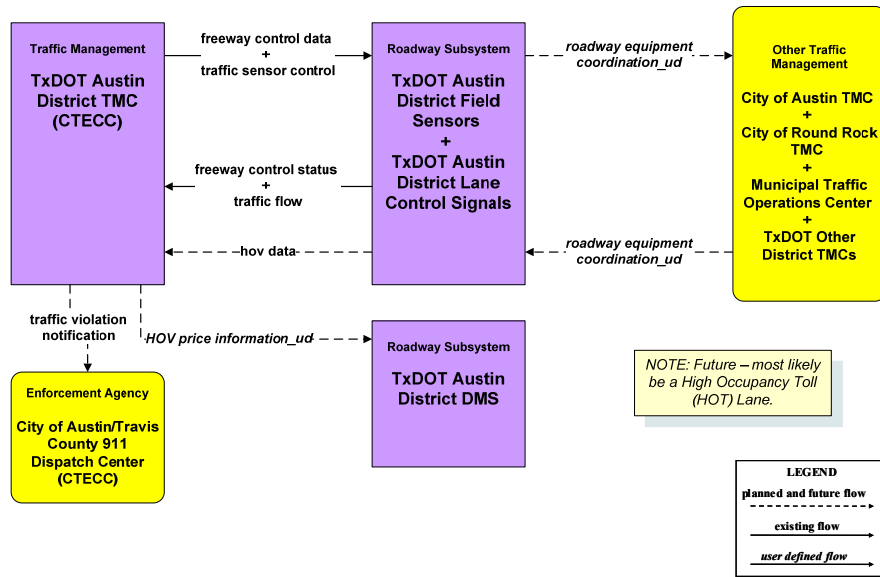 Traffic Management
TxDOT Austin
District TMC
(CTECC)
freeway control data
+
traffic sensor control
freeway control status
+
traffic flow
hov data
Roadway Subsystem
TxDOT Austin
District Field
Sensors
+
TxDOT Austin
District Lane
Control Signals
roadway equipment
coordination_ud
roadway equipment
coordination_ud
Other Traffic
Management
City of Austin TMC
+
City of Round Rock
TMC
+
Municipal Traffic
Operations Center
+
TxDOT Other
District TMCs
traffic violation
notification
HOV price information_ud
Enforcement Agency
City of Austin/Travis
County 911
Dispatch Center
(CTECC)
Roadway Subsystem
TxDOT Austin
District DMS
NOTE: Future – most likely
be a High Occupancy Toll
(HOT) Lane.
LEGEND
planned and future flow
existing flow
user defined flow